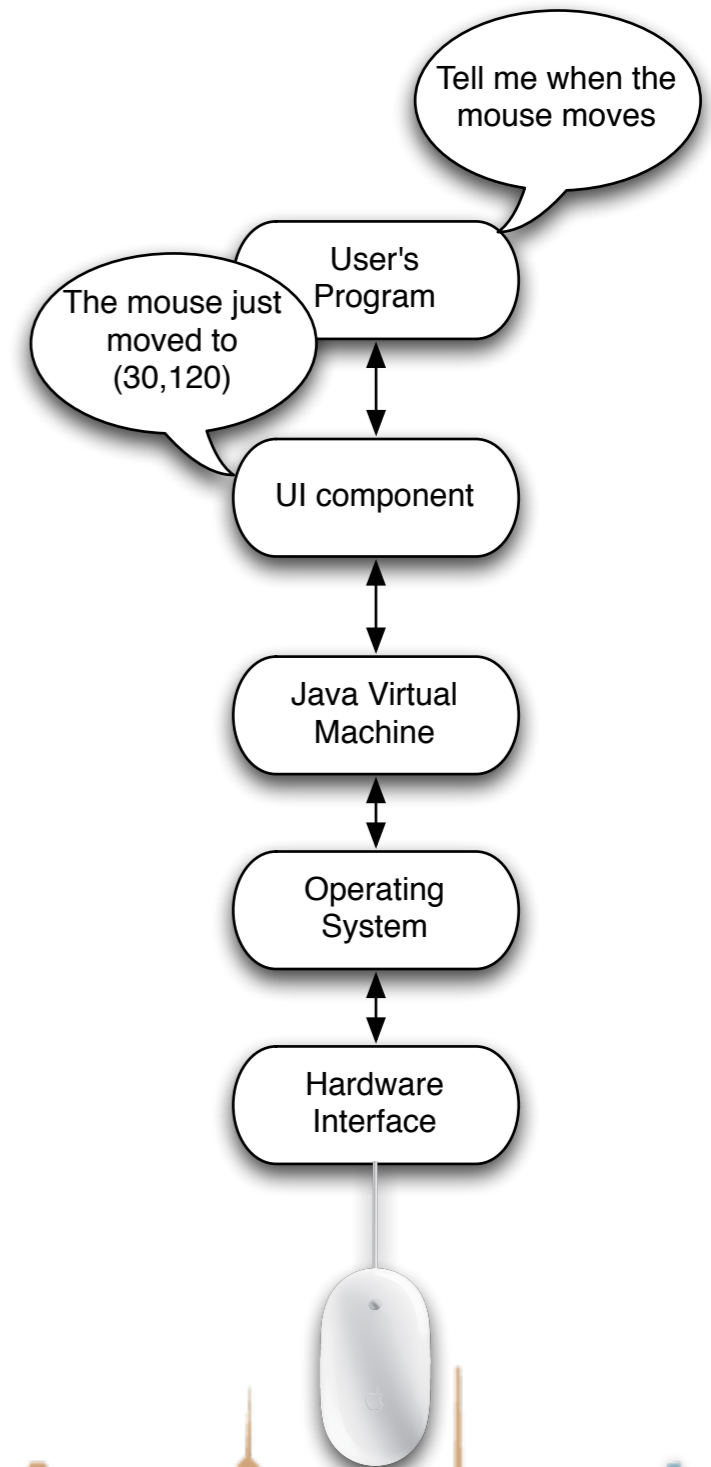 Tell me when the
mouse moves
User's
Program
The mouse just
moved to
(30,120)
UI component
Java Virtual
Machine
Operating
System
Hardware
Interface